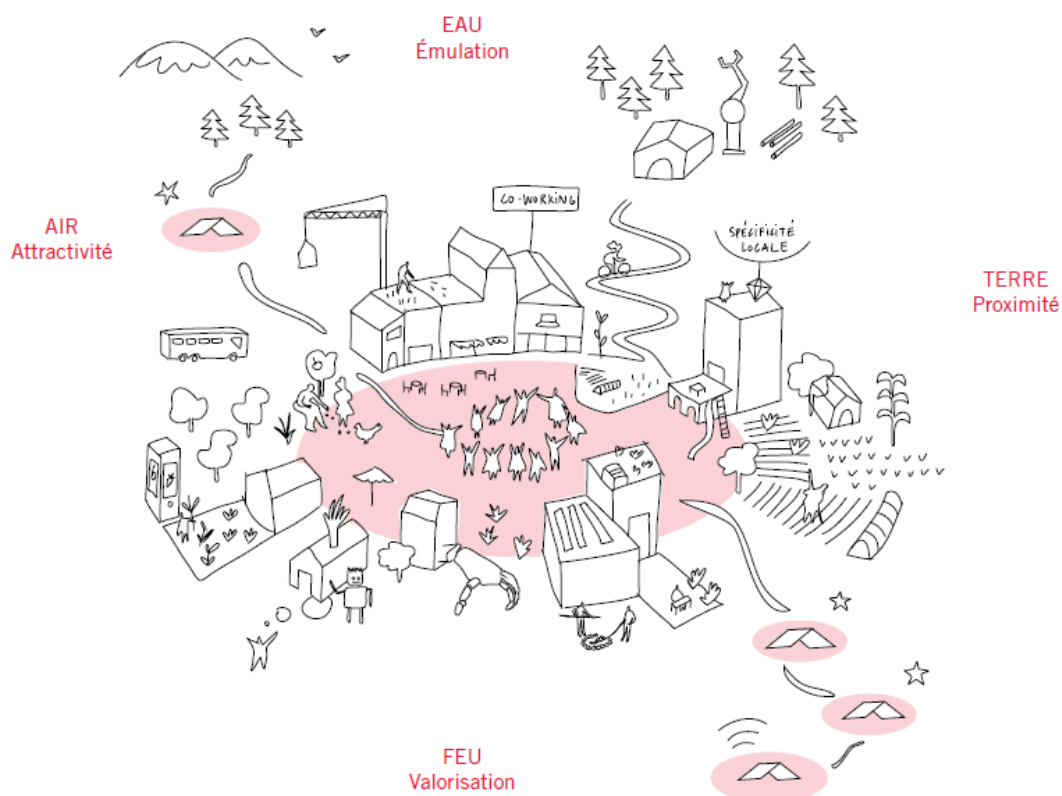 EAU
Émulation
CO-WORKING
AIR
Attractivité
SPÉCIFICITÉ
LOCALE
TERRE
Proximité
FEU
Valorisation